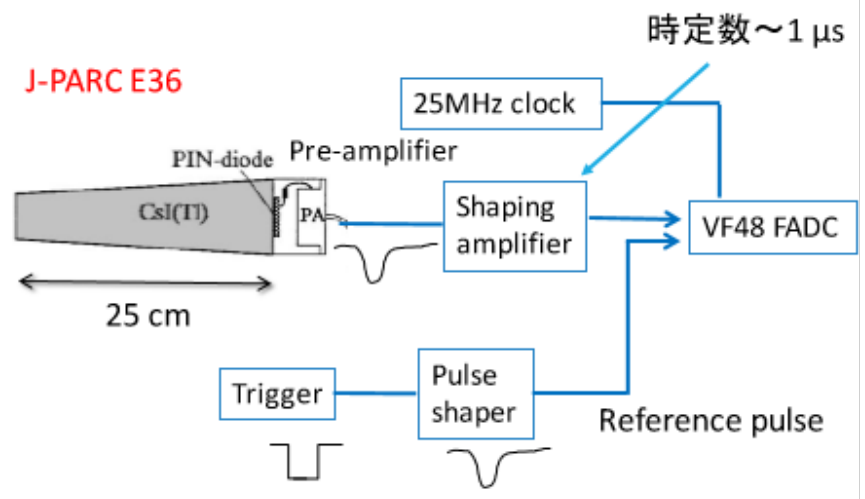 時定数~1 μs
J-PARC E36
25MHz clock
Pre-amplifier
PIN-diode
CsI(Tl)
PA
Shaping
amplifier
VF48 FADC
25 cm
Trigger
Pulse
shaper
Reference pulse